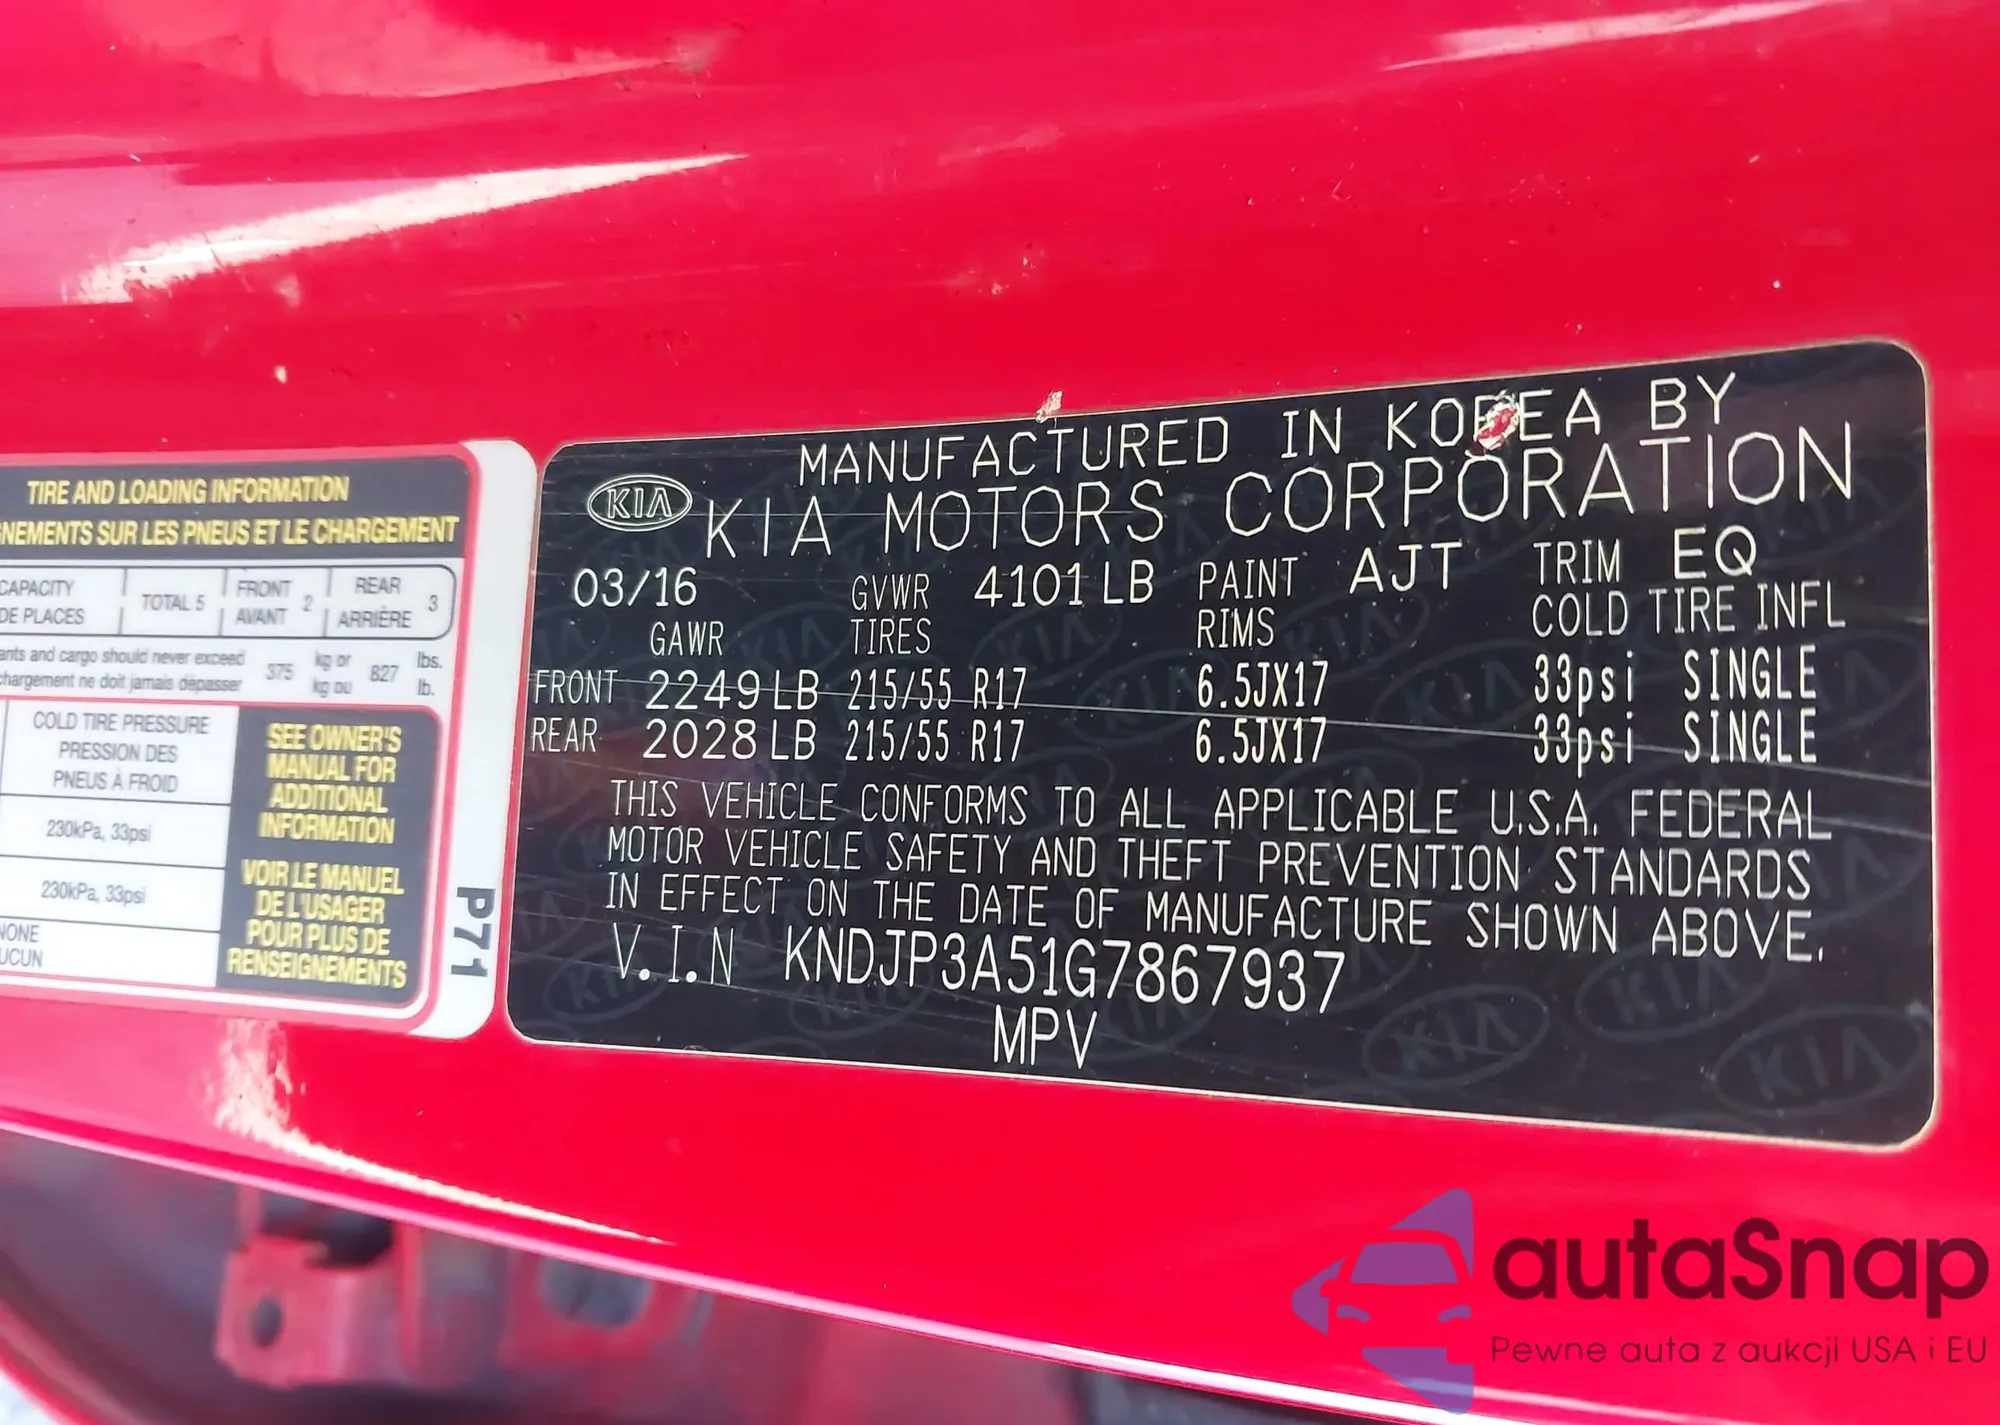 TIRE AND LOADING INFORMATION
SUR LES PNEUS ET LE CHARGEMENT
CAPACITY
DE PLACES
TOTAL 5
FRONT
AVANT
2
REAR
ARRIÈRE
3
and cargo should never exceed
ne doit jamais dépasser
375
kg or
kg ou
827
lbs.
lb.
COLD TIRE PRESSURE
PRESSION DES
PNEUS À FROID
230kPa, 33psi
230kPa, 33psi
NONE
SEE OWNER'S
MANUAL FOR
ADDITIONAL
INFORMATION
VOIR LE MANUEL
DE L'USAGER
POUR PLUS DE
RENSEIGNEMENTS
P71
MANUFACTURED IN KOREA BY
KIA KIA MOTORS CORPORATION
03/16 GVWR 4101 LB PAINT AJT TRIM EQ
GAWR TIRES RIMS COLD TIRE INFL
FRONT 2249 LB 215/55 R17 6.5JX17 33psi SINGLE
REAR 2028 LB 215/55 R17 6.5JX17 33psi SINGLE
THIS VEHICLE CONFORMS TO ALL APPLICABLE U.S.A. FEDERAL
MOTOR VEHICLE SAFETY AND THEFT PREVENTION STANDARDS
IN EFFECT ON THE DATE OF MANUFACTURE SHOWN ABOVE.
V.I.N KNDJP3A51G7867937
MPV
autaSnap
Pewne auta z aukcji USA i EU